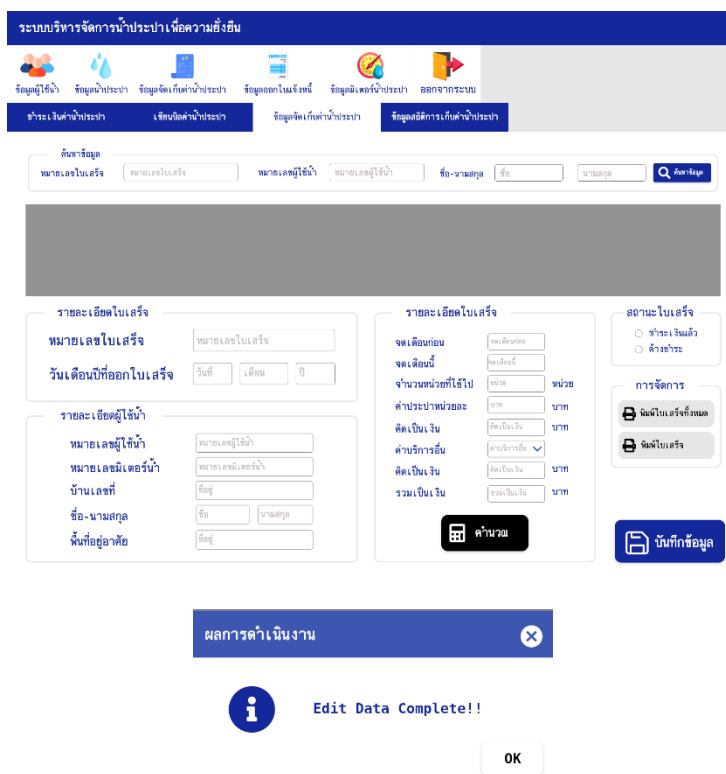 ระบบบริหารจัดการน้ำประปาเพื่อความยั่งยืน
ข้อมูลผู้ใช้น้ำ ข้อมูลน้ำประปา ข้อมูลจัดเก็บค่าน้ำประปา ข้อมูลออกใบแจ้งหนี้ ข้อมูลมิเตอร์น้ำประปา ออกจากระบบ
ชำระเงินค่าน้ำประปา เขียนบิลค่าน้ำประปา ข้อมูลจัดเก็บค่าน้ำประปา ข้อมูลสถิติการเก็บค่าน้ำประปา
ค้นหาข้อมูล
หมายเลขใบเสร็จ หมายเลขใบเสร็จ หมายเลขผู้ใช้น้ำ หมายเลขผู้ใช้น้ำ ชื่อ-นามสกุล ชื่อ นามสกุล ค้นหาข้อมูล
รายละเอียดใบเสร็จ
หมายเลขใบเสร็จ หมายเลขใบเสร็จ
วันเดือนปีที่ออกใบเสร็จ วันที่ เดือน ปี
รายละเอียดผู้ใช้น้ำ
หมายเลขผู้ใช้น้ำ หมายเลขผู้ใช้น้ำ
หมายเลขมิเตอร์น้ำ หมายเลขมิเตอร์น้ำ
บ้านเลขที่ ที่อยู่
ชื่อ-นามสกุล ชื่อ นามสกุล
พื้นที่อยู่อาศัย ที่อยู่
รายละเอียดใบเสร็จ
จดเดือนก่อน จดเดือนก่อน
จดเดือนนี้ จดเดือนนี้
จำนวนหน่วยที่ใช้ไป หน่วย หน่วย
ค่าประปาหน่วยละ บาท บาท
คิดเป็นเงิน คิดเป็นเงิน บาท
ค่าบริการอื่น ค่าบริการอื่น
คิดเป็นเงิน คิดเป็นเงิน บาท
รวมเป็นเงิน รวมเป็นเงิน บาท
คำนวณ
สถานะใบเสร็จ
ชำระเงินแล้ว
ค้างชำระ
การจัดการ
พิมพ์ใบเสร็จทั้งหมด
พิมพ์ใบเสร็จ
บันทึกข้อมูล
ผลการดำเนินงาน
Edit Data Complete!!
OK